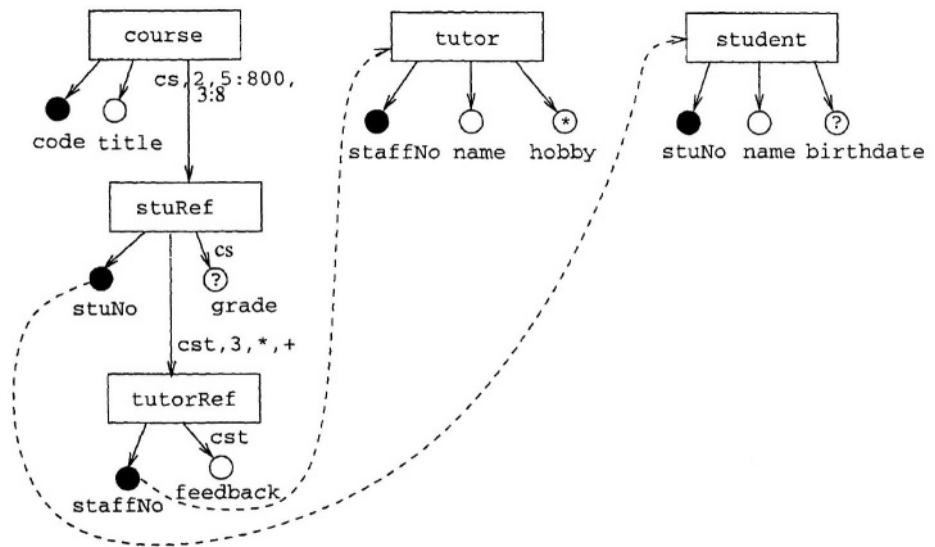 course
tutor
student
cs,2,5:800,
3:8
code title
staffNo name hobby
*
stuNo name birthdate
?
stuRef
cs
?
stuNo
grade
cst,3,*,+
tutorRef
cst
staffNo
feedback